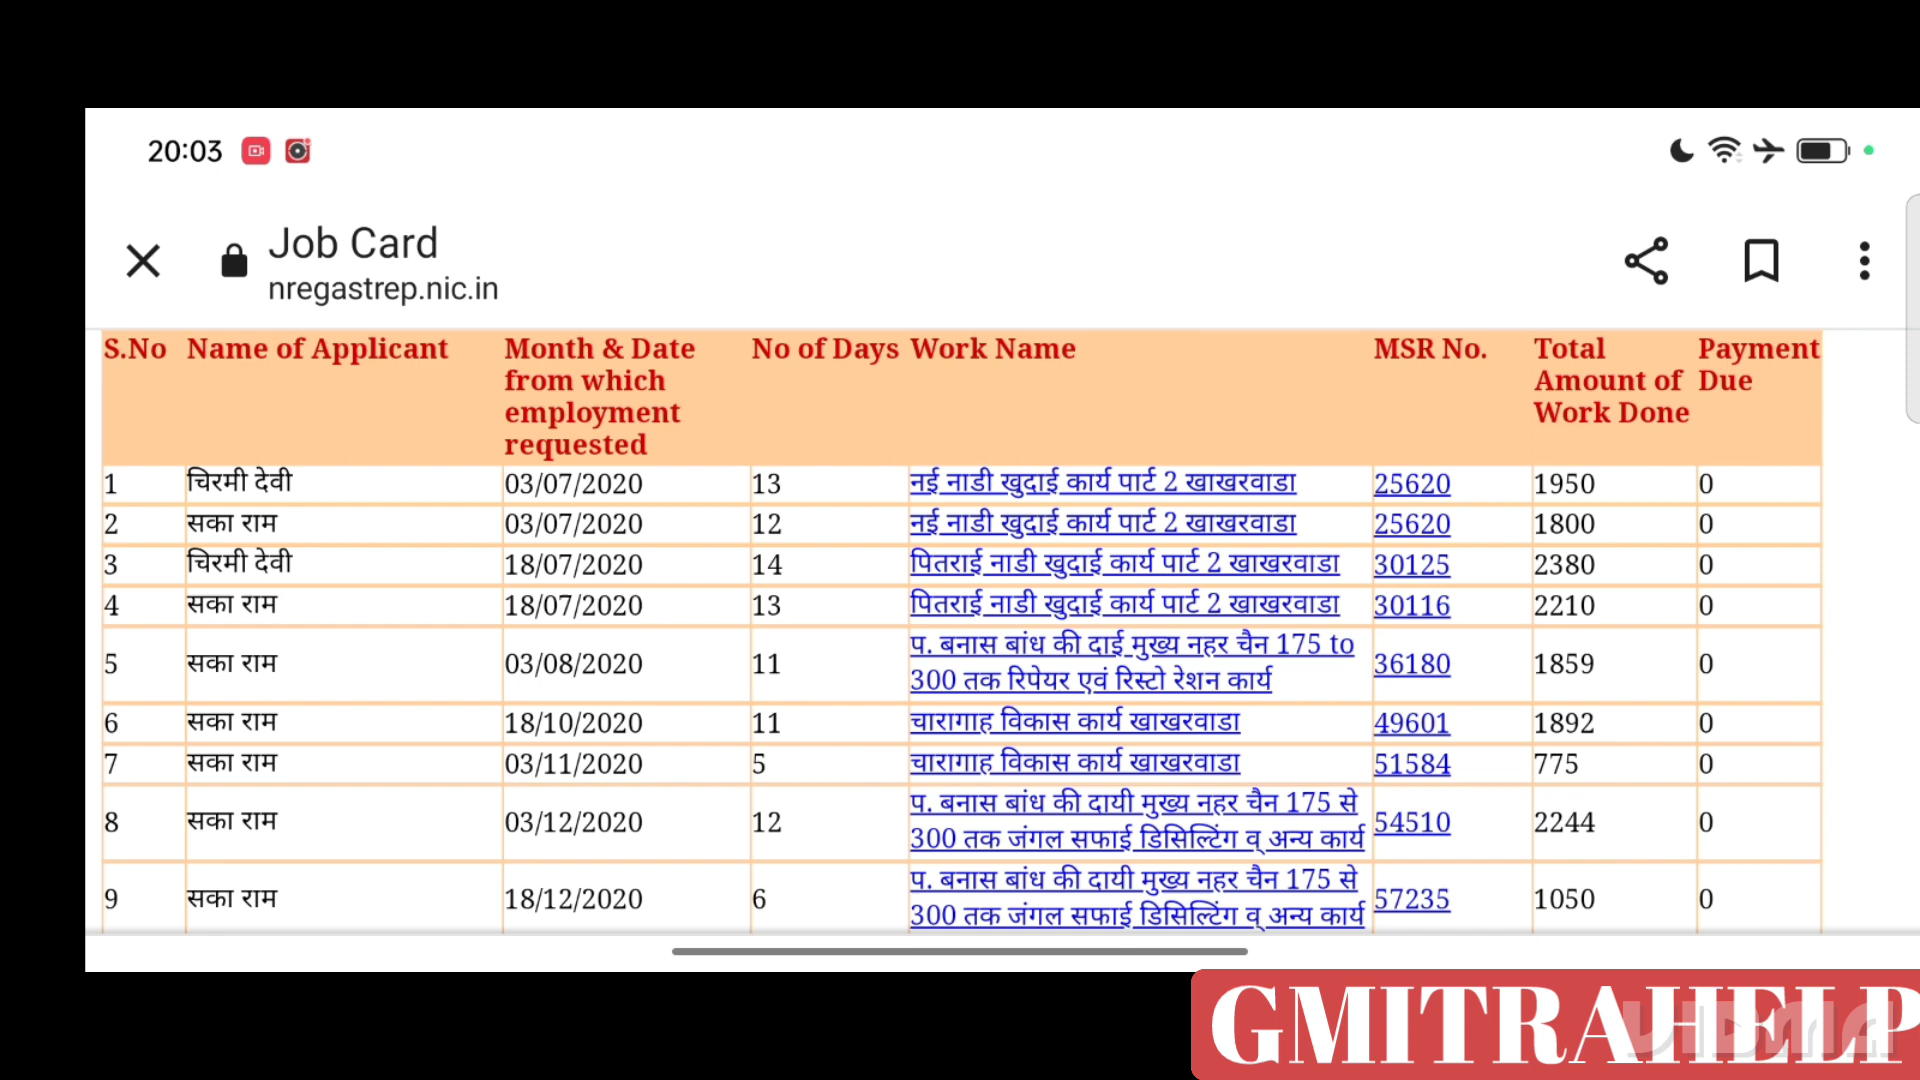 20:03
Job Card
nregastrep.nic.in
S.No Name of Applicant Month & Date from which employment requested No of Days Work Name MSR No. Total Amount of Work Done Payment Due
1 चिरमी देवी 03/07/2020 13 नई नाडी खुदाई कार्य पार्ट 2 खाखरवाडा 25620 1950 0
2 सका राम 03/07/2020 12 नई नाडी खुदाई कार्य पार्ट 2 खाखरवाडा 25620 1800 0
3 चिरमी देवी 18/07/2020 14 पितराई नाडी खुदाई कार्य पार्ट 2 खाखरवाडा 30125 2380 0
4 सका राम 18/07/2020 13 पितराई नाडी खुदाई कार्य पार्ट 2 खाखरवाडा 30116 2210 0
5 सका राम 03/08/2020 11 प. बनास बांध की दाई मुख्य नहर चैन 175 to 300 तक रिपेयर एवं रिस्टो रेशन कार्य 36180 1859 0
6 सका राम 18/10/2020 11 चारागाह विकास कार्य खाखरवाडा 49601 1892 0
7 सका राम 03/11/2020 5 चारागाह विकास कार्य खाखरवाडा 51584 775 0
8 सका राम 03/12/2020 12 प. बनास बांध की दायी मुख्य नहर चैन 175 से 300 तक जंगल सफाई डिसिल्टिंग व् अन्य कार्य 54510 2244 0
9 सका राम 18/12/2020 6 प. बनास बांध की दायी मुख्य नहर चैन 175 से 300 तक जंगल सफाई डिसिल्टिंग व् अन्य कार्य 57235 1050 0
GMITRAHELP